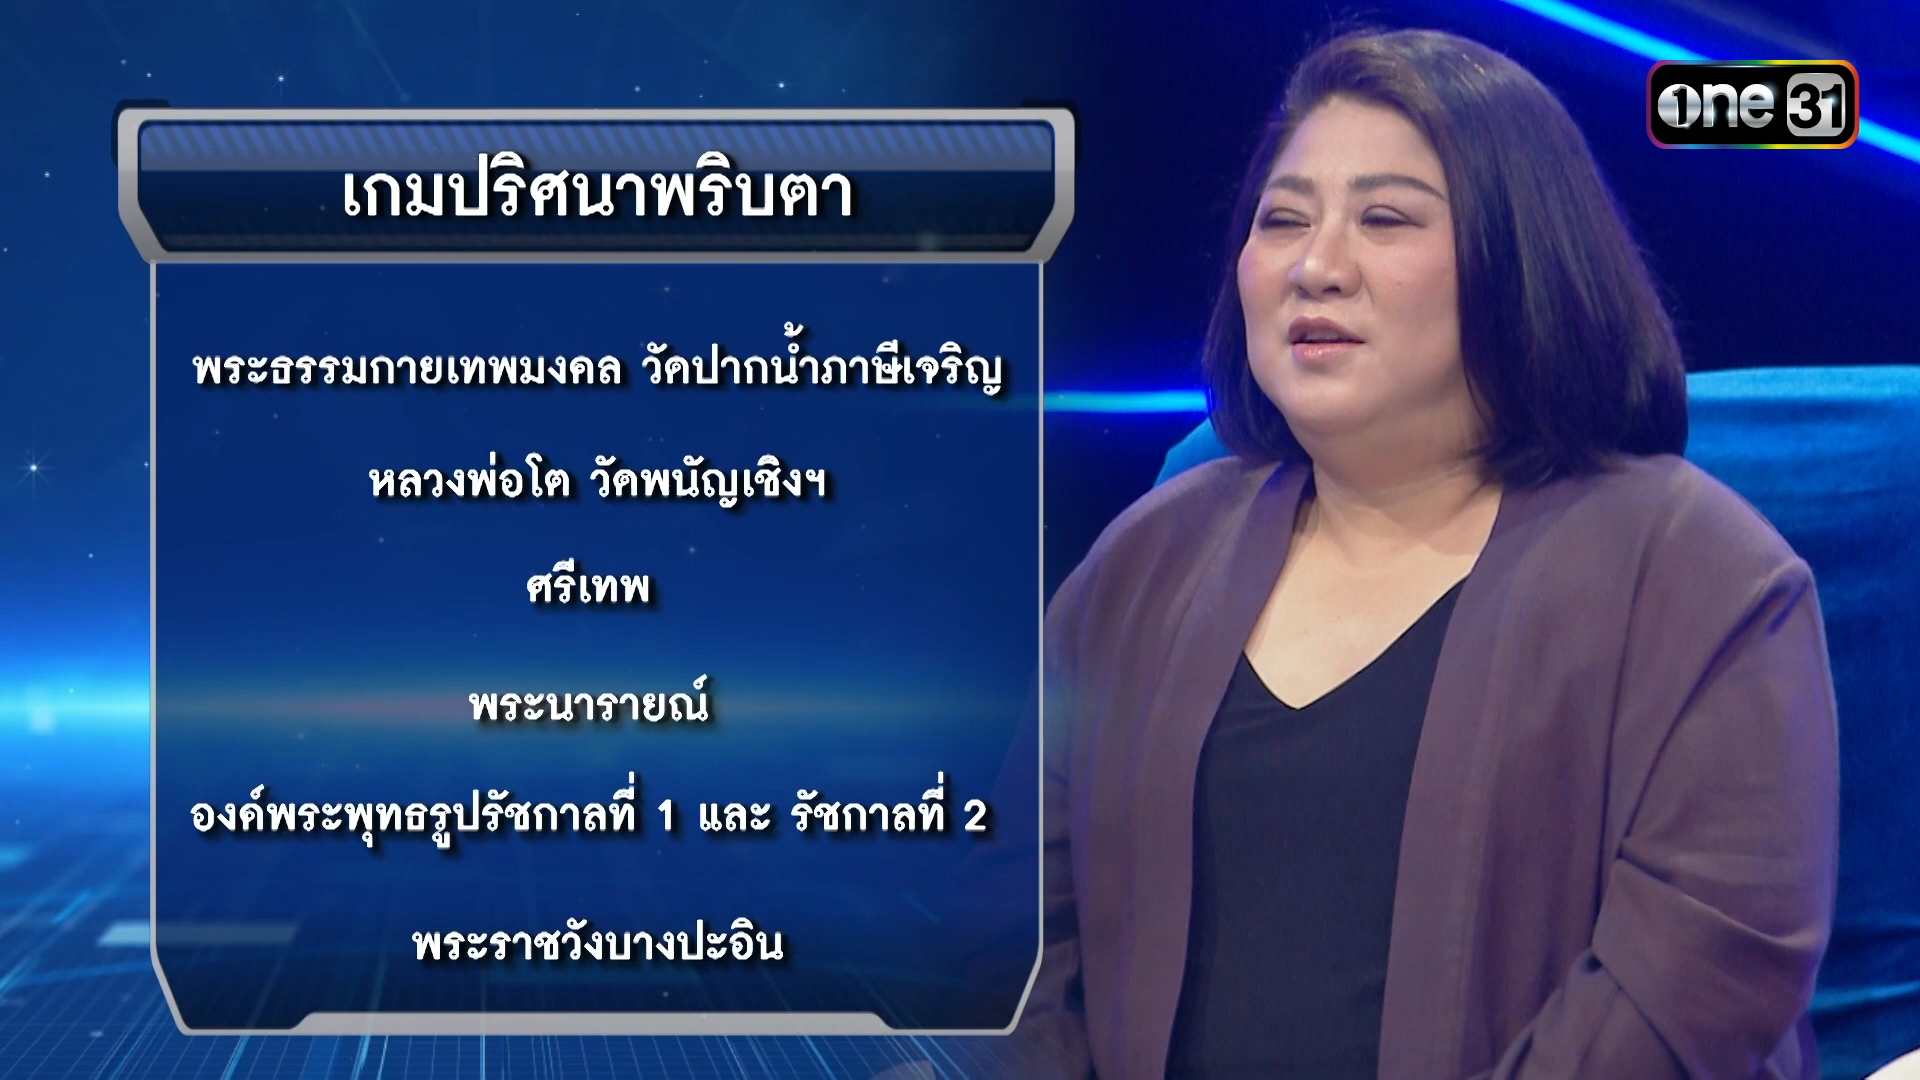 one 31
เกมปริศนาพริบตา
พระธรรมกายเทพมงคล วัดปากน้ำภาษีเจริญ
หลวงพ่อโต วัดพนัญเชิงฯ
ศรีเทพ
พระนารายณ์
องค์พระพุทธรูปรัชกาลที่ 1 และ รัชกาลที่ 2
พระราชวังบางปะอิน